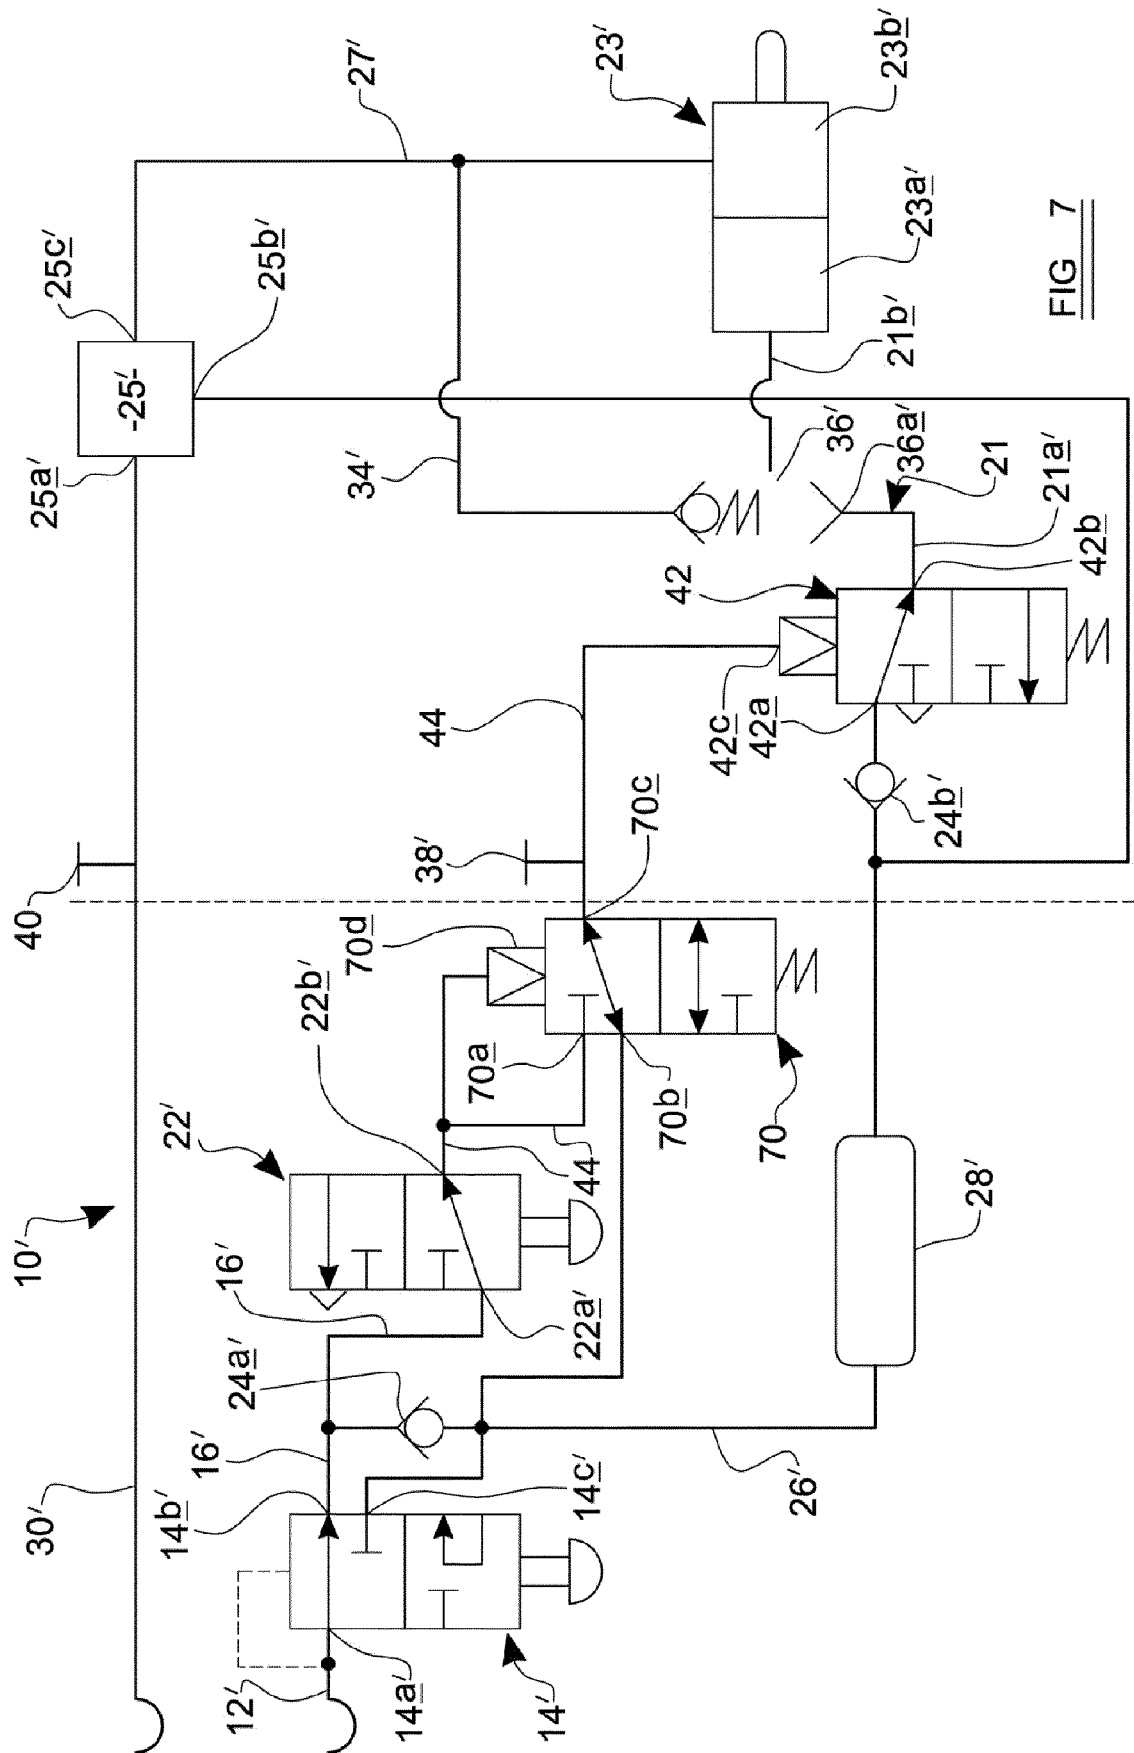 10′
30′
40
25a′
-25′-
25c′
25b′
27′
12′
14a′
14b′
16′
24a′
16′
22′
22b′
70d
38′
44
34′
23′
14′
14c′
22a′
44
70a
70b
70c
70
42c
42a
42
26′
28′
24b′
42b
21a′
21
36a′
36′
21b′
23a′
23b′
FIG 7